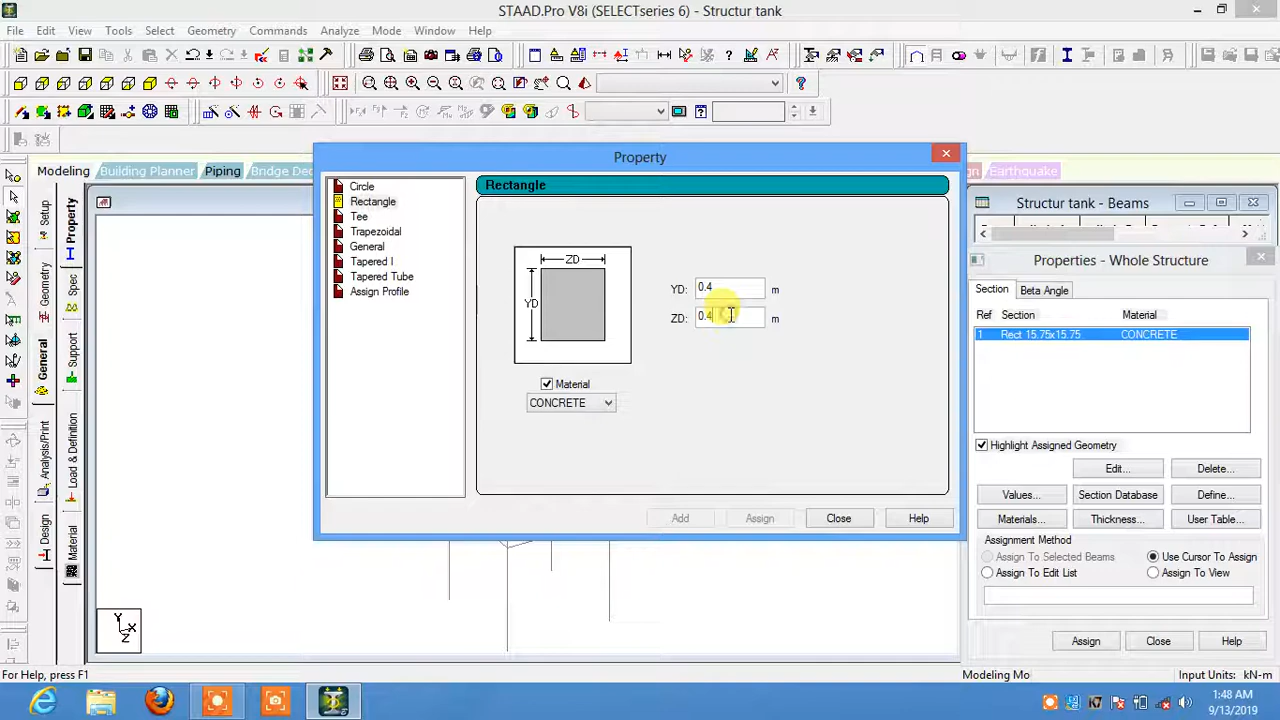 STAAD.Pro V8i (SELECTseries 6) - Structur tank
File Edit View Tools Select Geometry Commands Analyze Mode Window Help
Modeling Building Planner Piping Bridge Dec
Earthquake
Property
Circle
Rectangle
Tee
Trapezoidal
General
Tapered I
Tapered Tube
Assign Profile
Rectangle
ZD
YD
YD: 0.4 m
ZD: 0.4 m
Material
CONCRETE
Add Assign Close Help
Structur tank - Beams
Properties - Whole Structure
Section Beta Angle
Ref Section Material
1 Rect 15.75x15.75 CONCRETE
Highlight Assigned Geometry
Edit... Delete...
Values... Section Database Define...
Materials... Thickness... User Table...
Assignment Method
Assign To Selected Beams Use Cursor To Assign
Assign To Edit List Assign To View
Assign Close Help
Setup
Geometry
General
Analysis/Print
Design
Property
Spec
Support
Load & Definition
Material
Y
X
Z
For Help, press F1
Modeling Mo
Input Units: kN-m
1:48 AM
9/13/2019